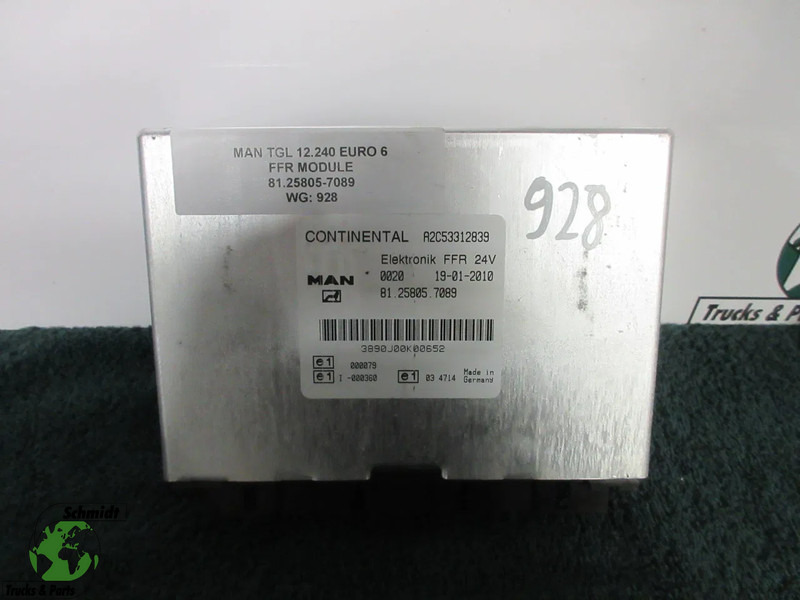 MAN TGL 12.240 EURO 6
FFR MODULE
81.25805-7089
WG: 928
928
CONTINENTAL A2C53312839
Elektronik FFR 24V
MAN 0020 19-01-2010
81.25805.7089
3890J00K00652
e1 000079
e1 I -000360 e1 03 4714 Made in Germany
Trucks & Parts
Schmidt
Trucks & Parts